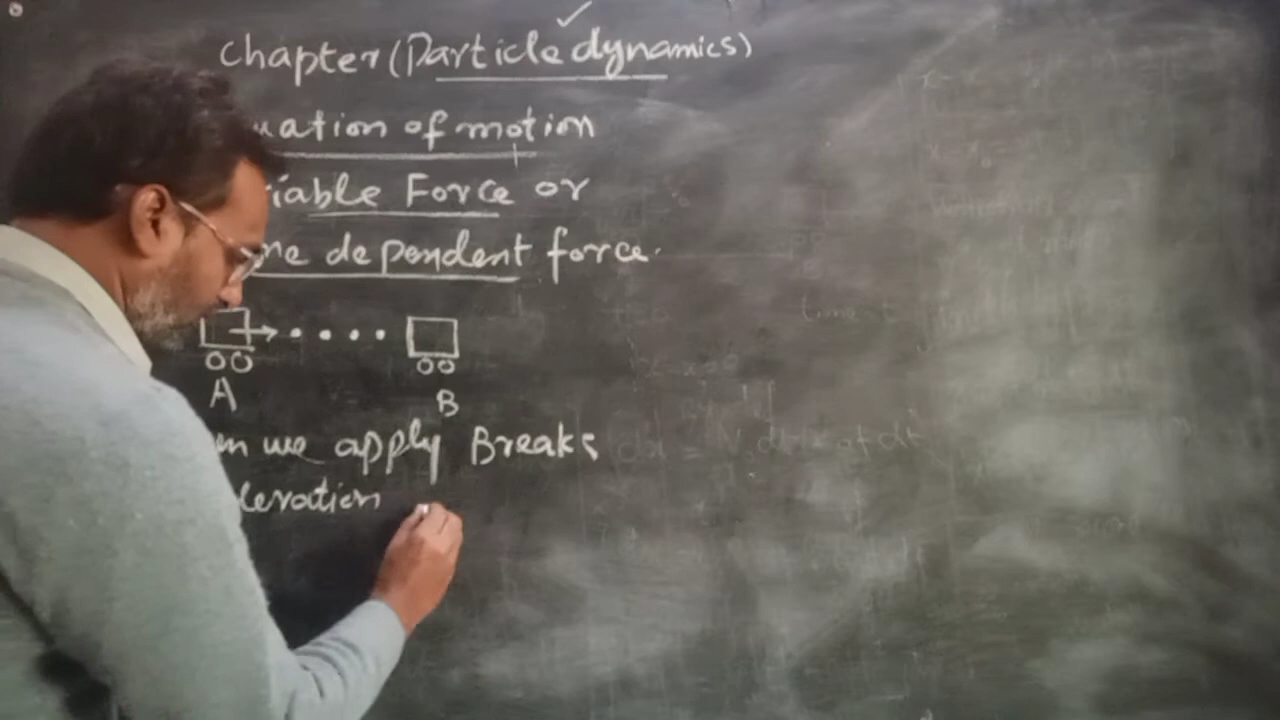 Chapter (Particle dynamics)
uation of motion
iable Force or
me dependent force.
A
B
n we apply Breaks
leration